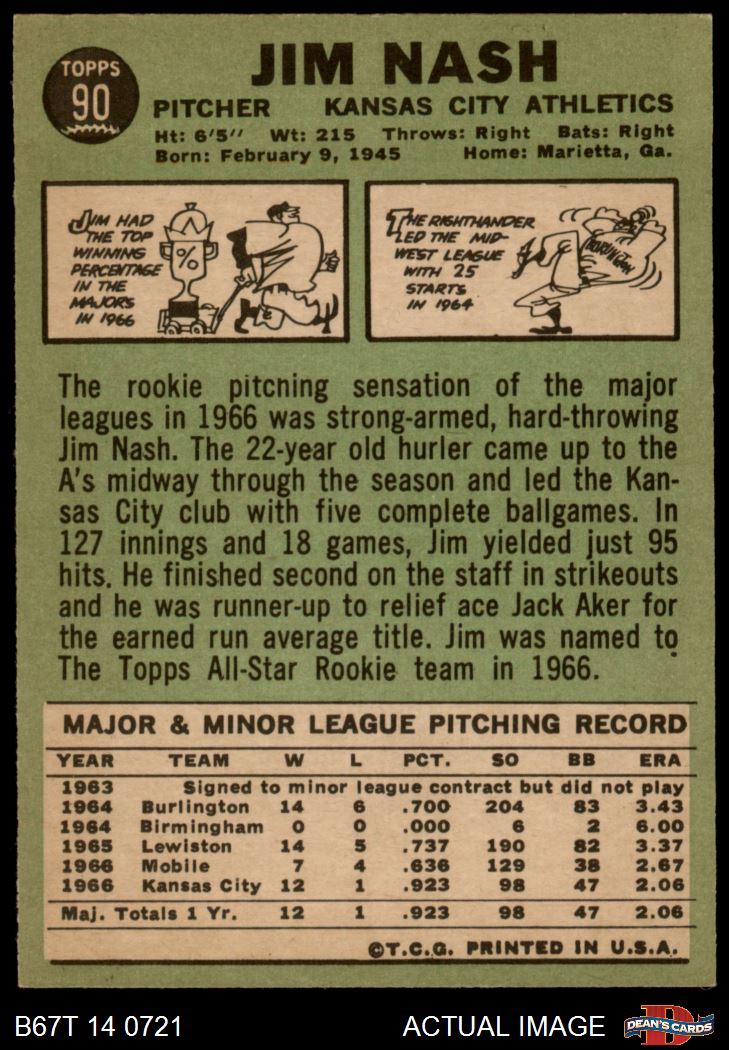 TOPPS
90
JIM NASH
PITCHER KANSAS CITY ATHLETICS
Ht: 6'5" Wt: 215 Throws: Right Bats: Right
Born: February 9, 1945 Home: Marietta, Ga.
JIM HAD
THE TOP
WINNING
PERCENTAGE
IN THE
MAJORS
IN 1966
%
THE RIGHTHANDER
LED THE MID-
WEST LEAGUE
WITH 25
STARTS
IN 1964
The rookie pitching sensation of the major
leagues in 1966 was strong-armed, hard-throwing
Jim Nash. The 22-year old hurler came up to the
A's midway through the season and led the Kan-
sas City club with five complete ballgames. In
127 innings and 18 games, Jim yielded just 95
hits. He finished second on the staff in strikeouts
and he was runner-up to relief ace Jack Aker for
the earned run average title. Jim was named to
The Topps All-Star Rookie team in 1966.
MAJOR & MINOR LEAGUE PITCHING RECORD
YEAR TEAM W L PCT. SO BB ERA
1963 Signed to minor league contract but did not play
1964 Burlington 14 6 .700 204 83 3.43
1964 Birmingham 0 0 .000 6 2 6.00
1965 Lewiston 14 5 .737 190 82 3.37
1966 Mobile 7 4 .636 129 38 2.67
1966 Kansas City 12 1 .923 98 47 2.06
Maj. Totals 1 Yr. 12 1 .923 98 47 2.06
©T.C.G. PRINTED IN U.S.A.
B67T 14 0721 ACTUAL IMAGE
D
DEAN'S CARDS